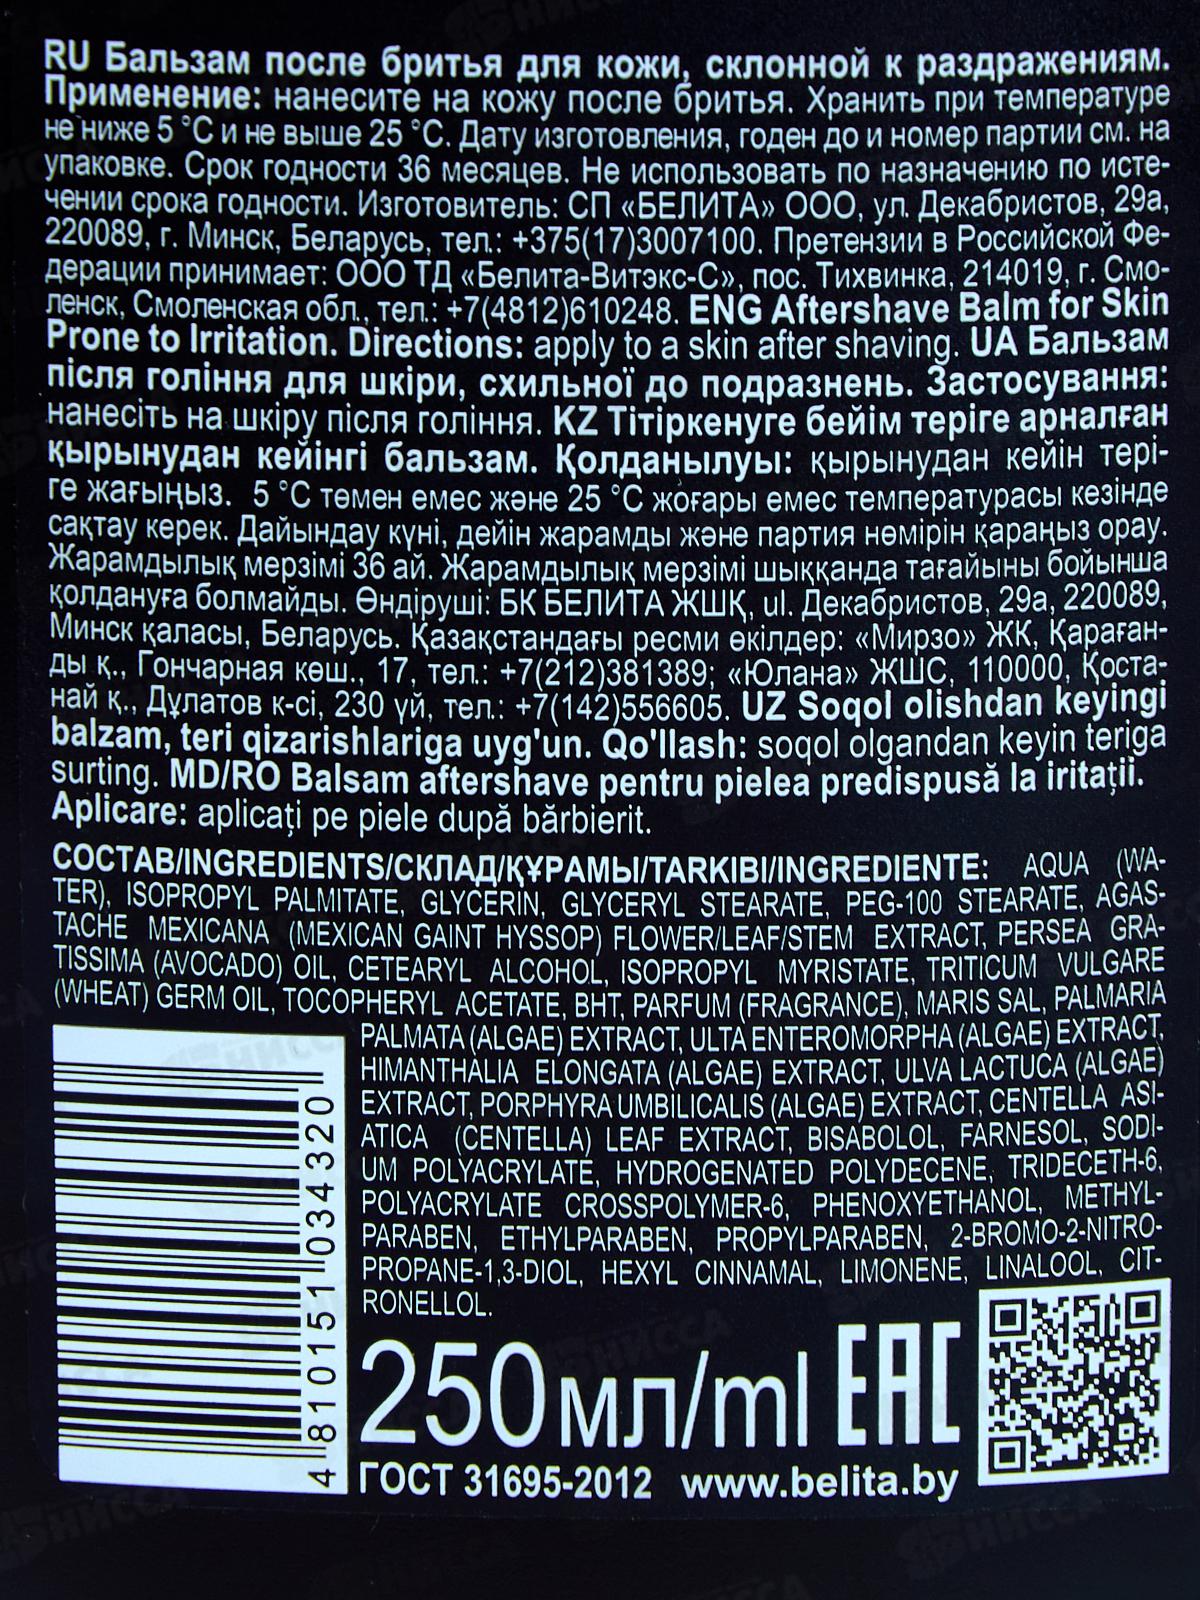 RU Бальзам после бритья для кожи, склонной к раздражениям.
Применение: нанесите на кожу после бритья. Хранить при температуре
не ниже 5 °C и не выше 25 °C. Дату изготовления, годен до и номер партии см. на
упаковке. Срок годности 36 месяцев. Не использовать по назначению по исте-
чении срока годности. Изготовитель: СП «БЕЛИТА» ООО, ул. Декабристов, 29а,
220089, г. Минск, Беларусь, тел.: +375(17)3007100. Претензии в Российской Фе-
дерации принимает: ООО ТД «Белита-Витэкс-С», пос. Тихвинка, 214019, г. Смо-
ленск, Смоленская обл., тел.: +7(4812)610248. ENG Aftershave Balm for Skin
Prone to Irritation. Directions: apply to a skin after shaving. UA Бальзам
після гоління для шкіри, схильної до подразнень. Застосування:
нанесіть на шкіру після гоління. KZ Тітіркенуге бейім теріге арналған
қырынудан кейінгі бальзам. Қолданылуы: қырынудан кейін тері-
ге жағыңыз. 5 °C төмен емес және 25 °C жоғары емес температурасы кезінде
сақтау керек. Дайындау күні, дейін жарамды және партия нөмірін қараңыз орау.
Жарамдылық мерзімі 36 ай. Жарамдылық мерзімі шыққанда тағайыны бойынша
қолдануға болмайды. Өндіруші: БК БЕЛИТА ЖШҚ, ul. Декабристов, 29а, 220089,
Минск қаласы, Беларусь. Қазақстандағы ресми өкілдер: «Мирзо» ЖК, Қараған-
ды қ., Гончарная көш., 17, тел.: +7(212)381389; «Юлана» ЖШС, 110000, Қоста-
най қ., Дұлатов к-сі, 230 үй, тел.: +7(142)556605. UZ Soqol olishdan keyingi
balzam, teri qizarishlariga uyg'un. Qo'llash: soqol olgandan keyin teriga
surting. MD/RO Balsam aftershave pentru pielea predispusă la iritații.
Aplicare: aplicați pe piele după bărbierit.
СОСТАВ/INGREDIENTS/СКЛАД/ҚҰРАМЫ/TARKIBI/INGREDIENTE: AQUA (WA-
TER), ISOPROPYL PALMITATE, GLYCERIN, GLYCERYL STEARATE, PEG-100 STEARATE, AGAS-
TACHE MEXICANA (MEXICAN GAINT HYSSOP) FLOWER/LEAF/STEM EXTRACT, PERSEA GRA-
TISSIMA (AVOCADO) OIL, CETEARYL ALCOHOL, ISOPROPYL MYRISTATE, TRITICUM VULGARE
(WHEAT) GERM OIL, TOCOPHERYL ACETATE, BHT, PARFUM (FRAGRANCE), MARIS SAL, PALMARIA
PALMATA (ALGAE) EXTRACT, ULTA ENTEROMORPHA (ALGAE) EXTRACT,
HIMANTHALIA ELONGATA (ALGAE) EXTRACT, ULVA LACTUCA (ALGAE)
EXTRACT, PORPHYRA UMBILICALIS (ALGAE) EXTRACT, CENTELLA ASI-
ATICA (CENTELLA) LEAF EXTRACT, BISABOLOL, FARNESOL, SODI-
UM POLYACRYLATE, HYDROGENATED POLYDECENE, TRIDECETH-6,
POLYACRYLATE CROSSPOLYMER-6, PHENOXYETHANOL, METHYL-
PARABEN, ETHYLPARABEN, PROPYLPARABEN, 2-BROMO-2-NITRO-
PROPANE-1,3-DIOL, HEXYL CINNAMAL, LIMONENE, LINALOOL, CIT-
RONELLOL.
4 810151 034320
250мл/ml EAC
ГОСТ 31695-2012 www.belita.by